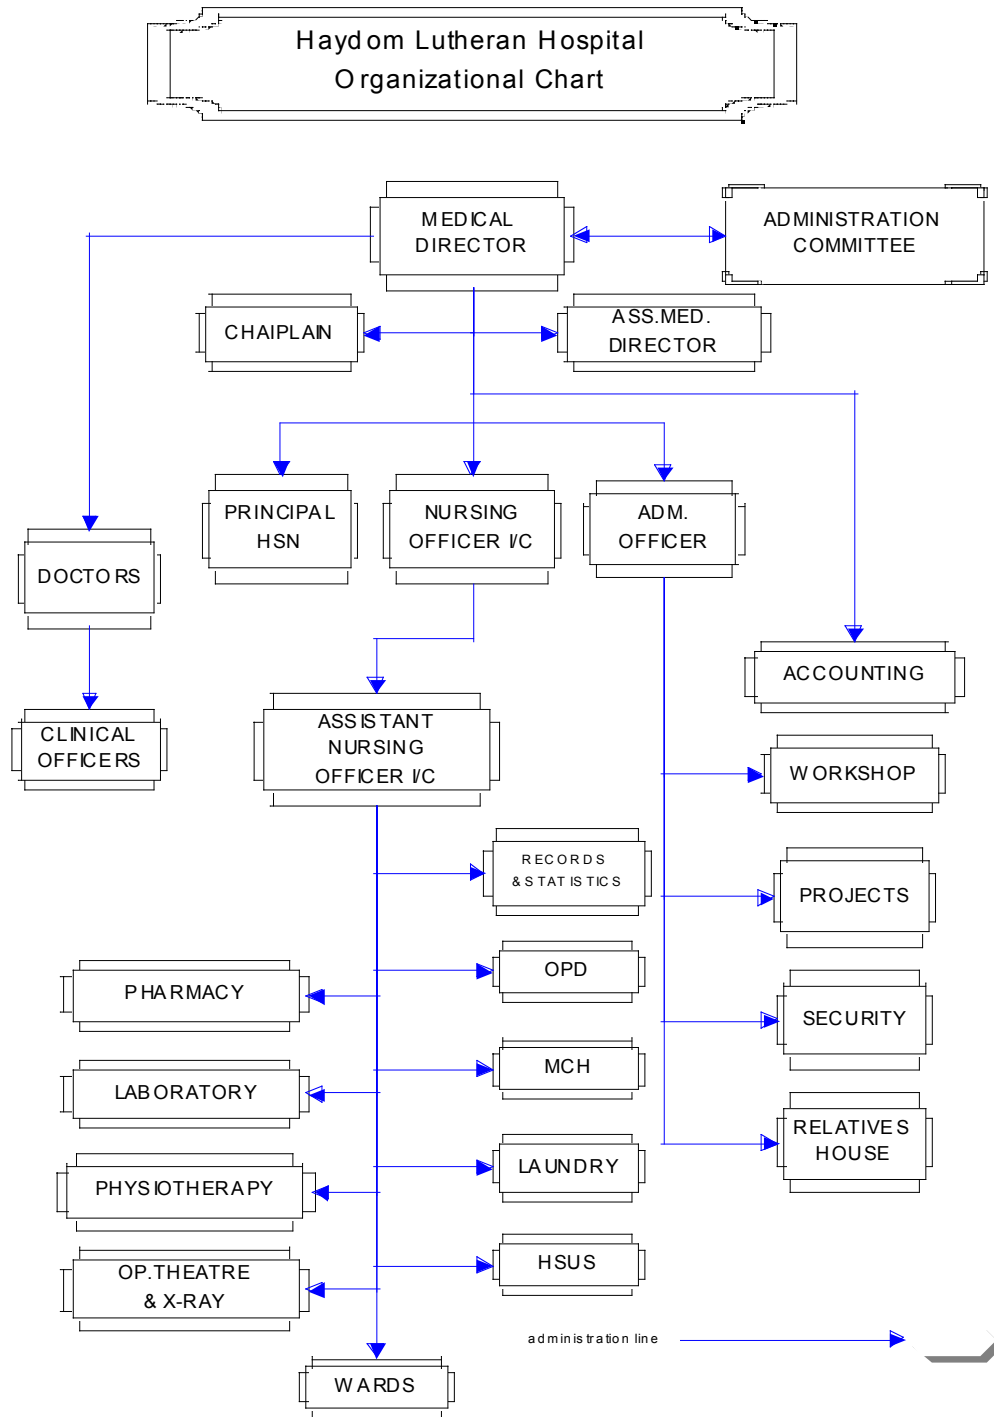 Haydom Lutheran Hospital
Organizational Chart
MEDICAL
DIRECTOR
ADMINISTRATION
COMMITTEE
CHAIPLAIN
ASS.MED.
DIRECTOR
PRINCIPAL
HSN
NURSING
OFFICER I/C
ADM.
OFFICER
DOCTORS
ACCOUNTING
CLINICAL
OFFICERS
ASSISTANT
NURSING
OFFICER I/C
WORKSHOP
RECORDS
& STATISTICS
PROJECTS
OPD
PHARMACY
SECURITY
MCH
LABORATORY
RELATIVES
HOUSE
LAUNDRY
PHYSIOTHERAPY
HSUS
OP.THEATRE
& X-RAY
administration line
WARDS